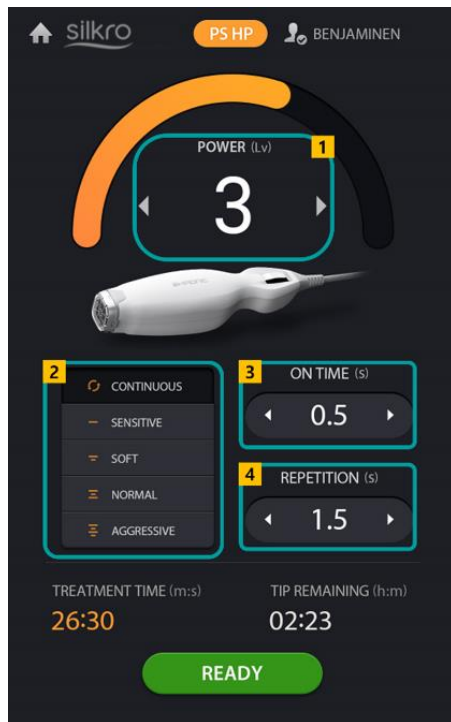 silkro PS HP BENJAMINEN
POWER (Lv) 1
3
2
CONTINUOUS
SENSITIVE
SOFT
NORMAL
AGGRESSIVE
3 ON TIME (s)
0.5
4 REPETITION (s)
1.5
TREATMENT TIME (m:s) TIP REMAINING (h:m)
26:30 02:23
READY